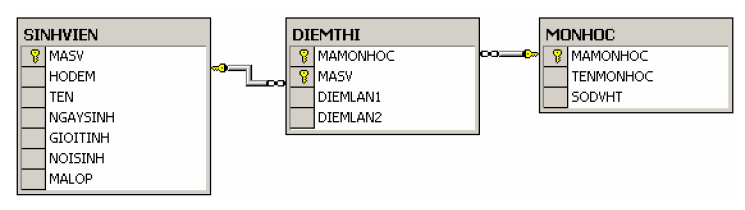 SINHVIEN
MASV
HODEM
TEN
NGAYSINH
GIOITINH
NOISINH
MALOP
DIEMTHI
MAMONHOC
MASV
DIEMLAN1
DIEMLAN2
MONHOC
MAMONHOC
TENMONHOC
SODVHT